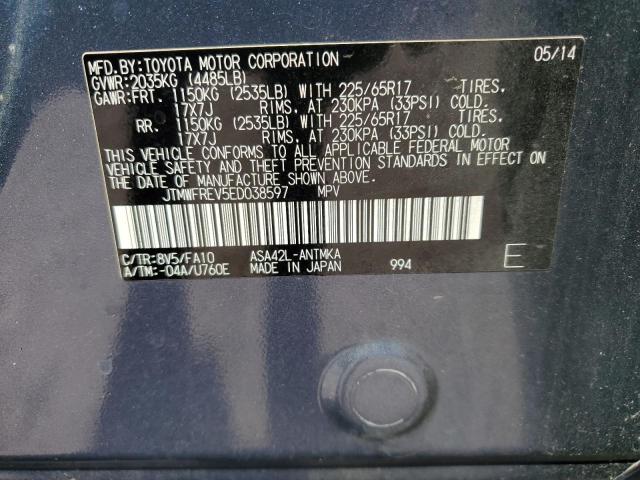 MFD.BY:TOYOTA MOTOR CORPORATION 05/14
GVWR:2035KG (4485LB)
GAWR:FRT. 1150KG (2535LB) WITH 225/65R17 TIRES.
17X7J RIMS. AT 230KPA (33PSI) COLD.
RR. 1150KG (2535LB) WITH 225/65R17 TIRES.
17X7J RIMS. AT 230KPA (33PSI) COLD.
THIS VEHICLE CONFORMS TO ALL APPLICABLE FEDERAL MOTOR
VEHICLE SAFETY AND THEFT PREVENTION STANDARDS IN EFFECT ON
THE DATE OF MANUFACTURE SHOWN ABOVE.
JTMWFREV5ED038597 MPV
C/TR:8V5/FA10 ASA42L-ANTMKA
A/TM:-04A/U760E MADE IN JAPAN 994 E